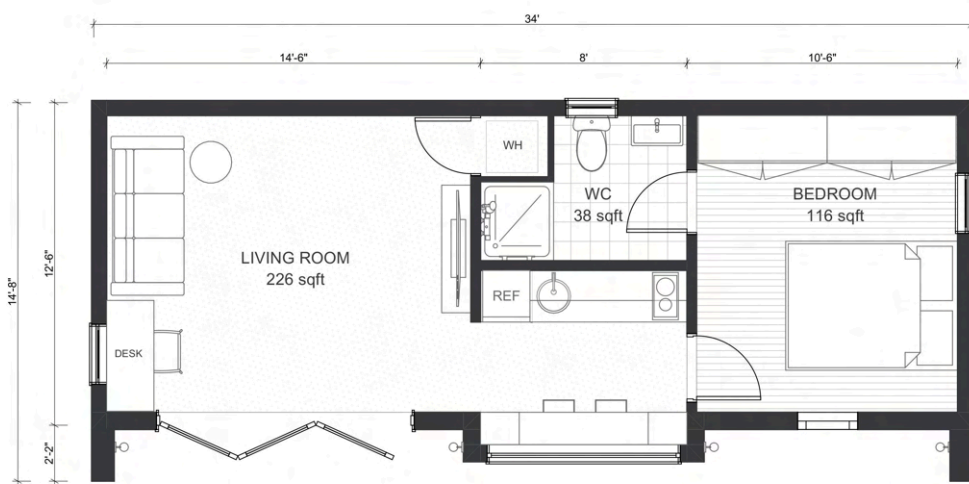 34'
14'-6"
8'
10'-6"
14'-8"
12'-6"
2'-2"
WH
WC
38 sqft
BEDROOM
116 sqft
LIVING ROOM
226 sqft
REF
DESK